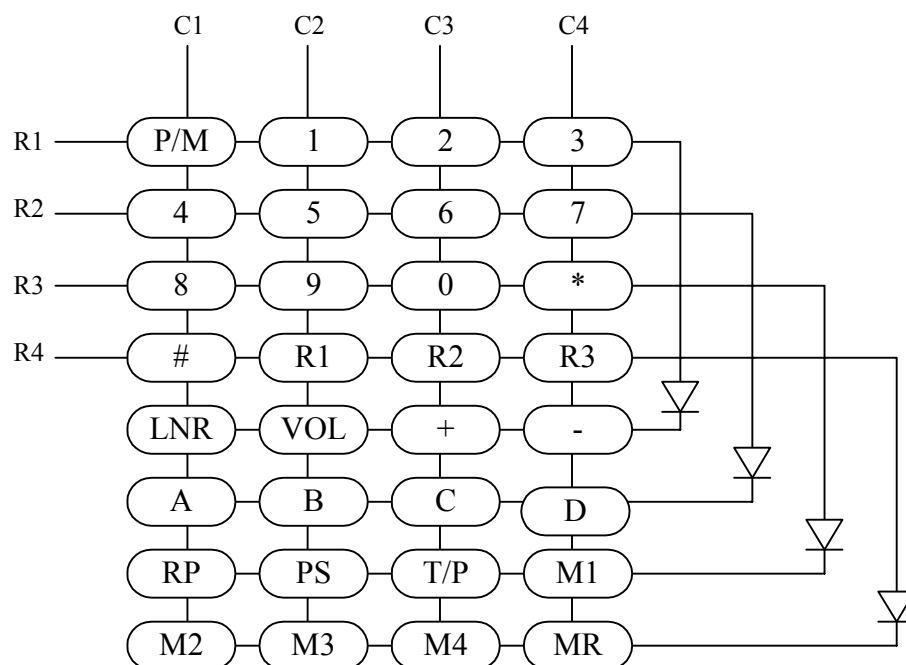 C1 C2 C3 C4
R1 P/M 1 2 3
R2 4 5 6 7
R3 8 9 0 *
R4 # R1 R2 R3
LNR VOL + -
A B C D
RP PS T/P M1
M2 M3 M4 MR